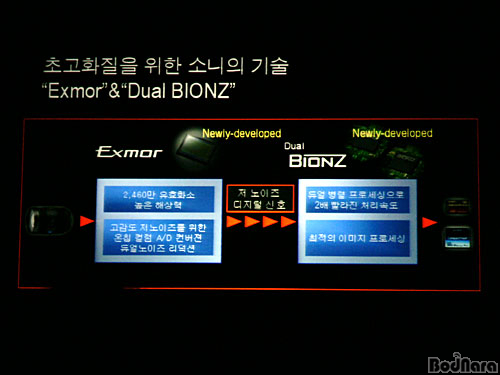 초고화질을 위한 소니의 기술
“Exmor”&“Dual BIONZ”
Newly-developed
Exmor
Newly-developed
Dual
BIONZ
2,460만 유효화소
높은 해상력
고감도 저노이즈를 위한
온칩 컬럼 A/D 컨버젼
듀얼노이즈 리덕션
저 노이즈
디지털 신호
듀얼 병렬 프로세싱으로
2배 빨라진 처리속도
최적의 이미지 프로세싱
BodNara